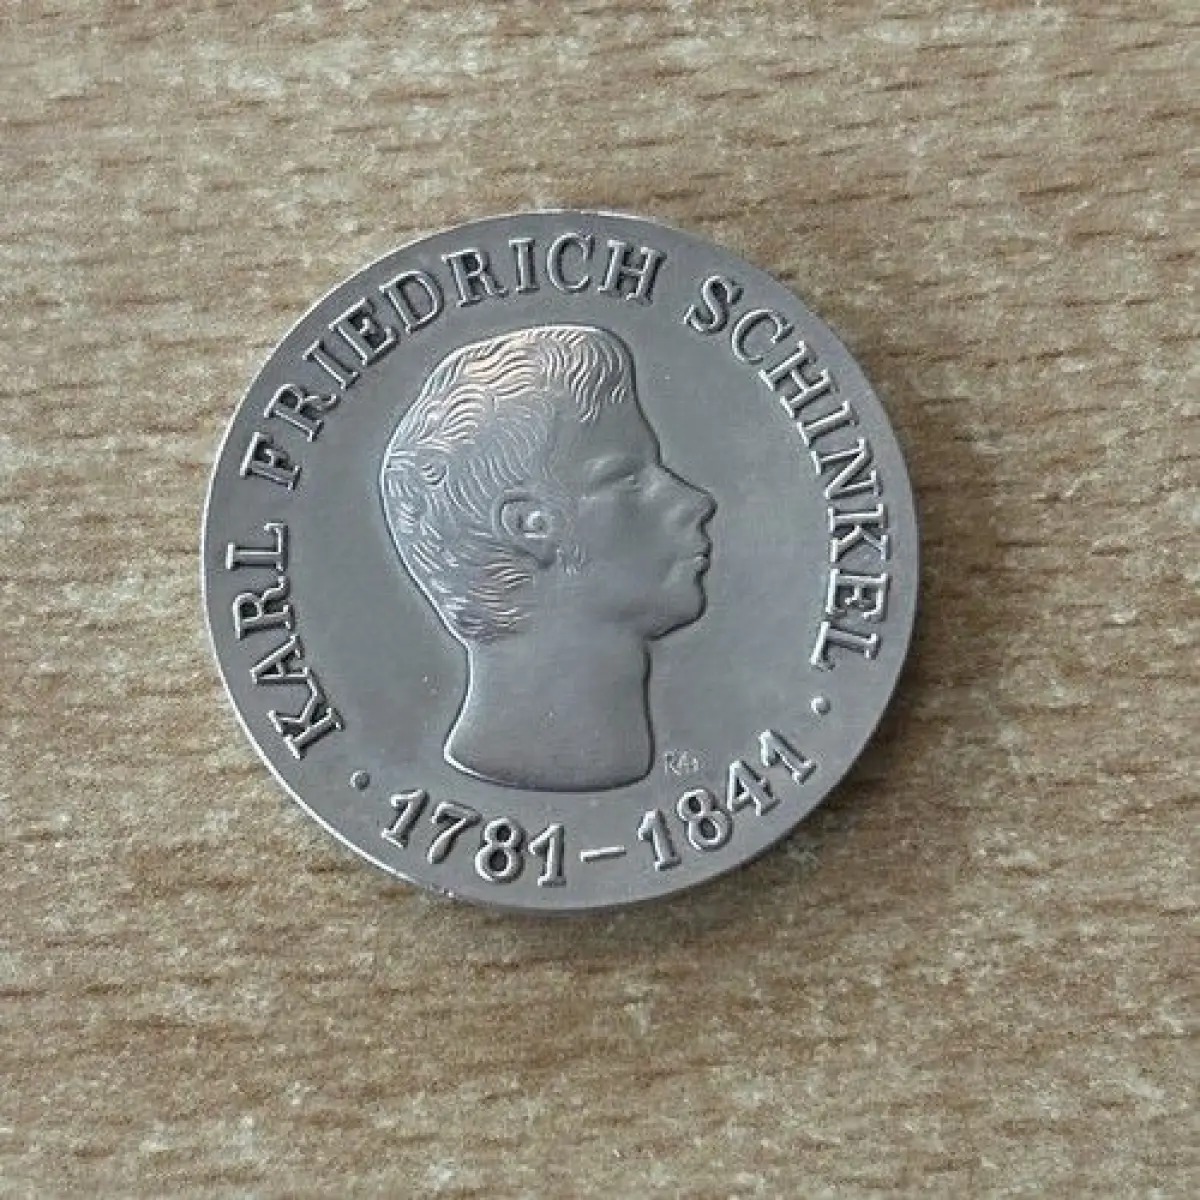 KARL FRIEDRICH SCHINKEL
· 1781–1841 ·